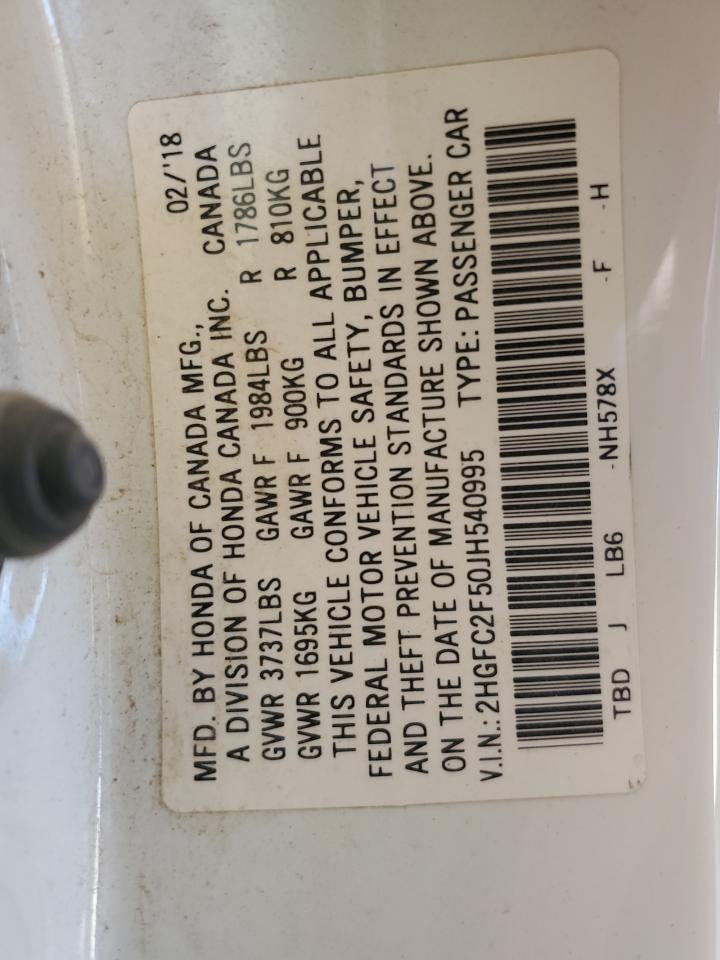 MFD. BY HONDA OF CANADA MFG., 02/'18
A DIVISION OF HONDA CANADA INC. CANADA
GVWR 3737LBS GAWR F 1984LBS R 1786LBS
GVWR 1695KG GAWR F 900KG R 810KG
THIS VEHICLE CONFORMS TO ALL APPLICABLE
FEDERAL MOTOR VEHICLE SAFETY, BUMPER,
AND THEFT PREVENTION STANDARDS IN EFFECT
ON THE DATE OF MANUFACTURE SHOWN ABOVE.
V.I.N.: 2HGFC2F50JH540995 TYPE: PASSENGER CAR
TBD J LB6 -NH578X -F -H